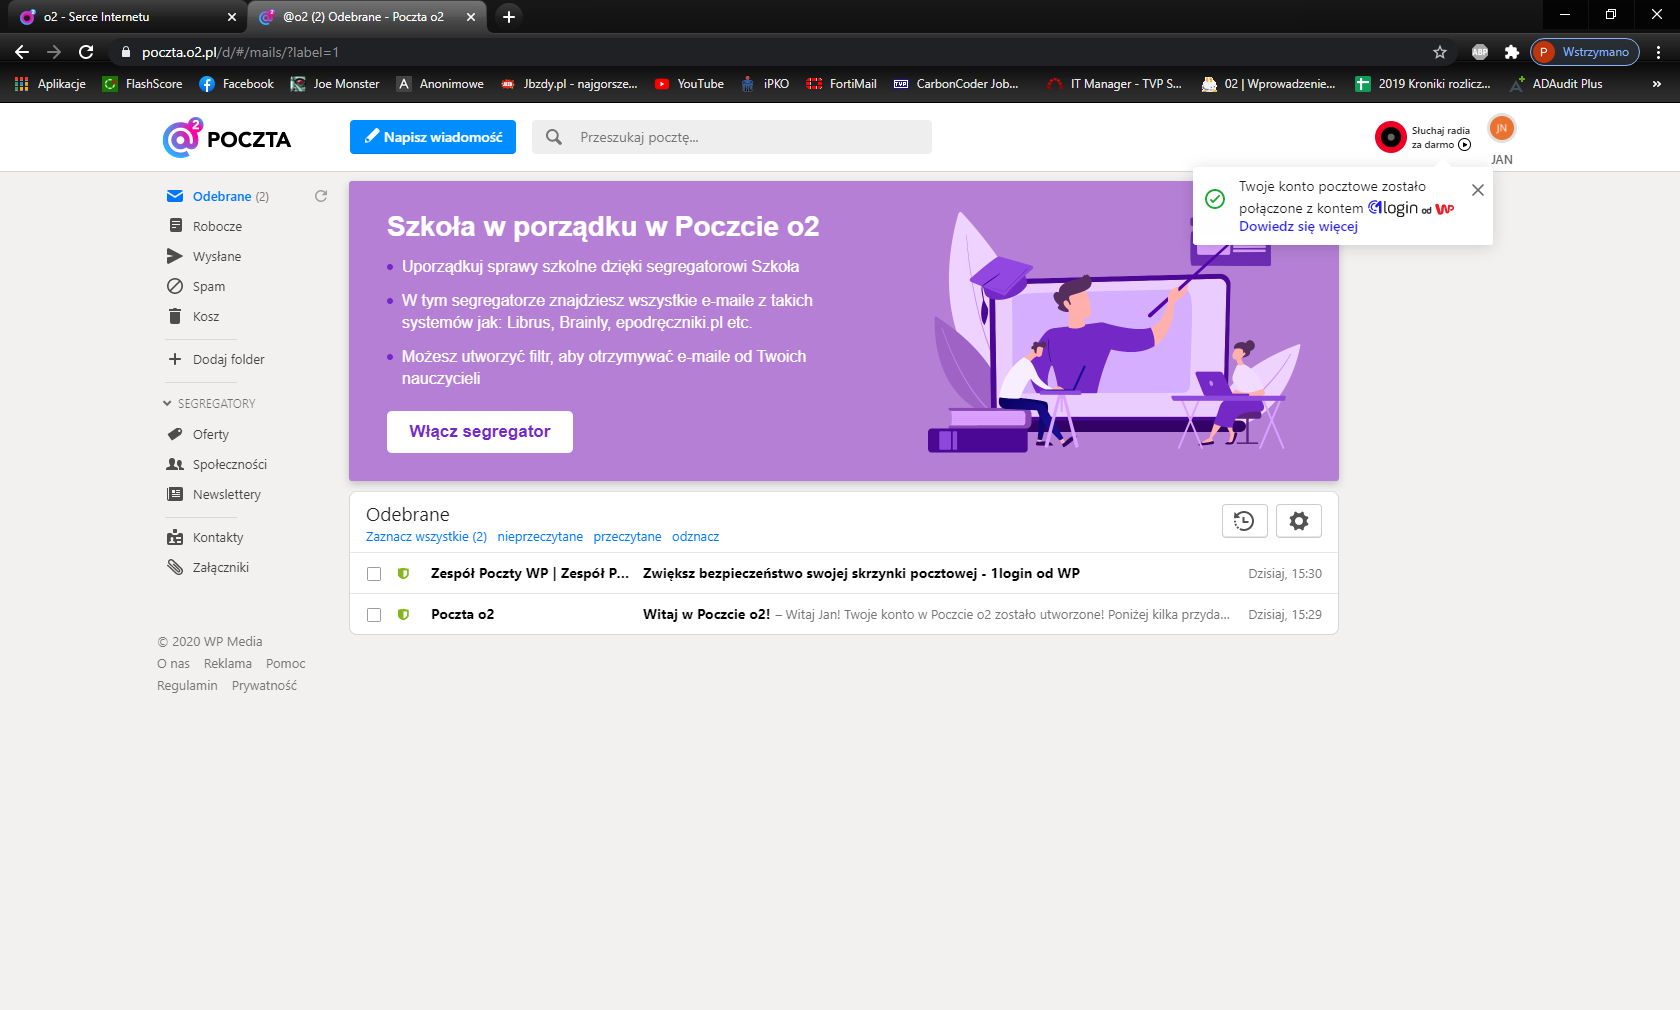 o2 - Serce Internetu
@o2 (2) Odebrane - Poczta o2
poczta.o2.pl/d/#/mails/?label=1
ABP
P Wstrzymano
Aplikacje FlashScore Facebook Joe Monster A Anonimowe Jbzdy.pl - najgorsze... YouTube iPKO FortiMail CarbonCoder Job... IT Manager - TVP S... 02 | Wprowadzenie... 2019 Kroniki rozlicz... ADAudit Plus »
@2 POCZTA
Napisz wiadomość
Przeszukaj pocztę...
Słuchaj radia
za darmo
JN
JAN
Twoje konto pocztowe zostało
połączone z kontem 1login od WP
Dowiedz się więcej
Odebrane (2)
Robocze
Wysłane
Spam
Kosz
Dodaj folder
SEGREGATORY
Oferty
Społeczności
Newslettery
Kontakty
Załączniki
© 2020 WP Media
O nas Reklama Pomoc
Regulamin Prywatność
Szkoła w porządku w Poczcie o2
• Uporządkuj sprawy szkolne dzięki segregatorowi Szkoła
• W tym segregatorze znajdziesz wszystkie e-maile z takich
systemów jak: Librus, Brainly, epodręczniki.pl etc.
• Możesz utworzyć filtr, aby otrzymywać e-maile od Twoich
nauczycieli
Włącz segregator
Odebrane
Zaznacz wszystkie (2) nieprzeczytane przeczytane odznacz
Zespół Poczty WP | Zespół P... Zwiększ bezpieczeństwo swojej skrzynki pocztowej - 1login od WP Dzisiaj, 15:30
Poczta o2 Witaj w Poczcie o2! – Witaj Jan! Twoje konto w Poczcie o2 zostało utworzone! Poniżej kilka przyda... Dzisiaj, 15:29